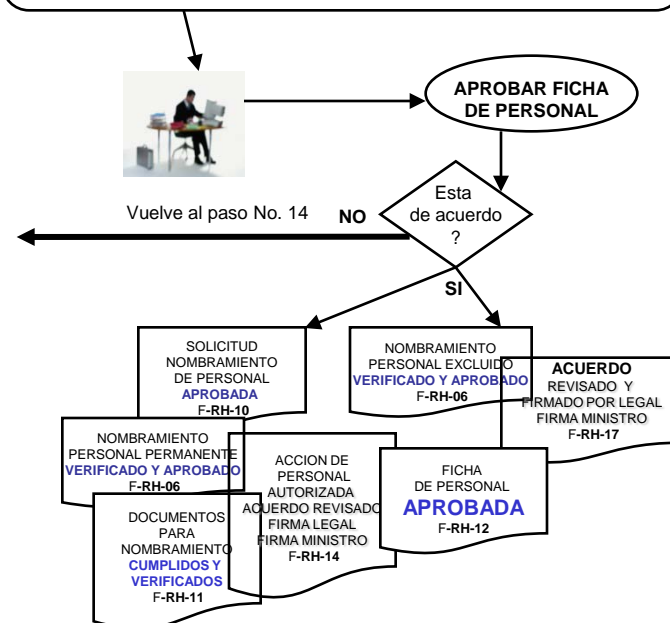 APROBAR FICHA
DE PERSONAL
Esta
de acuerdo
?
Vuelve al paso No. 14
NO
SI
SOLICITUD
NOMBRAMIENTO
DE PERSONAL
APROBADA
F-RH-10
NOMBRAMIENTO
PERSONAL EXCLUIDO
VERIFICADO Y APROBADO
F-RH-06
ACUERDO
REVISADO Y
FIRMADO POR LEGAL
FIRMA MINISTRO
F-RH-17
NOMBRAMIENTO
PERSONAL PERMANENTE
VERIFICADO Y APROBADO
F-RH-06
ACCION DE
PERSONAL
AUTORIZADA
ACUERDO REVISADO
FIRMA LEGAL
FIRMA MINISTRO
F-RH-14
FICHA
DE PERSONAL
APROBADA
F-RH-12
DOCUMENTOS
PARA
NOMBRAMIENTO
CUMPLIDOS Y
VERIFICADOS
F-RH-11